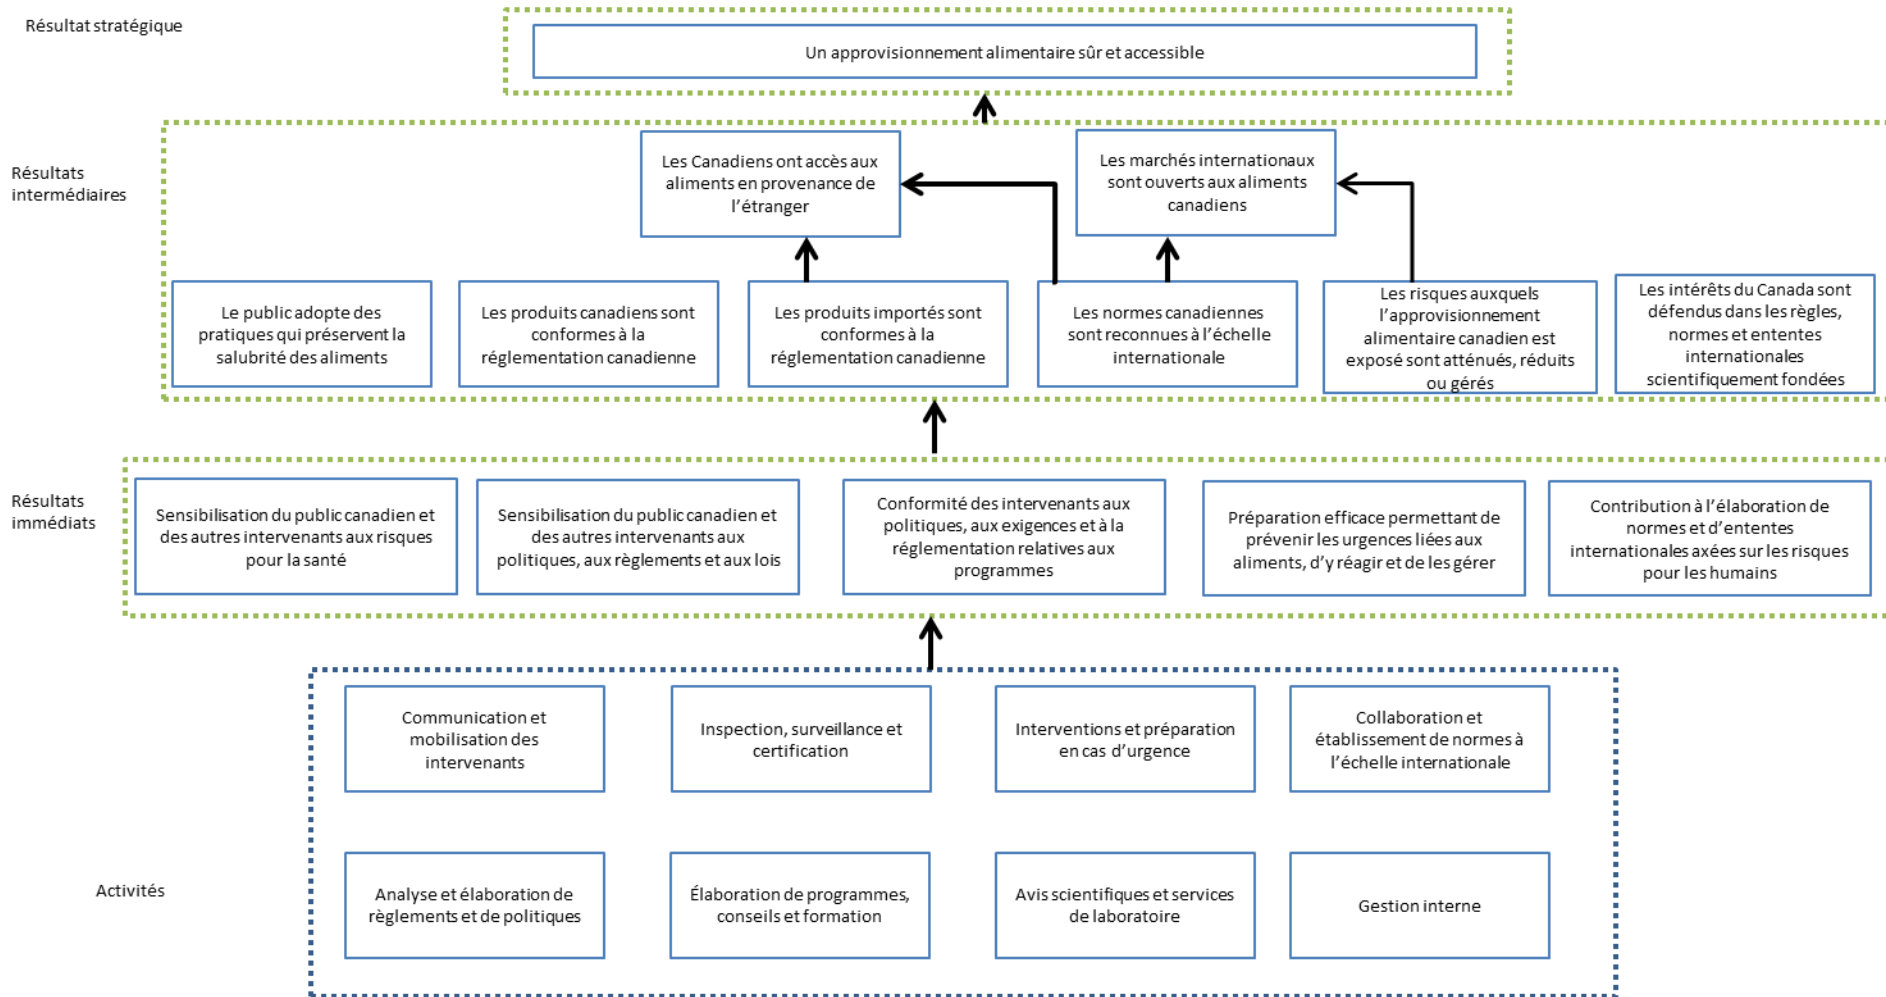 Résultat stratégique
Un approvisionnement alimentaire sûr et accessible
Résultats
intermédiaires
Les Canadiens ont accès aux
aliments en provenance de
l’étranger
Les marchés internationaux
sont ouverts aux aliments
canadiens
Le public adopte des
pratiques qui préservent la
salubrité des aliments
Les produits canadiens sont
conformes à la
réglementation canadienne
Les produits importés sont
conformes à la
réglementation canadienne
Les normes canadiennes
sont reconnues à l’échelle
internationale
Les risques auxquels
l’approvisionnement
alimentaire canadien est
exposé sont atténués, réduits
ou gérés
Les intérêts du Canada sont
défendus dans les règles,
normes et ententes
internationales
scientifiquement fondées
Résultats
immédiats
Sensibilisation du public canadien et
des autres intervenants aux risques
pour la santé
Sensibilisation du public canadien et
des autres intervenants aux
politiques, aux règlements et aux lois
Conformité des intervenants aux
politiques, aux exigences et à la
réglementation relatives aux
programmes
Préparation efficace permettant de
prévenir les urgences liées aux
aliments, d’y réagir et de les gérer
Contribution à l’élaboration de
normes et d’ententes
internationales axées sur les risques
pour les humains
Communication et
mobilisation des
intervenants
Inspection, surveillance et
certification
Interventions et préparation
en cas d’urgence
Collaboration et
établissement de normes à
l’échelle internationale
Activités
Analyse et élaboration de
règlements et de politiques
Élaboration de programmes,
conseils et formation
Avis scientifiques et services
de laboratoire
Gestion interne